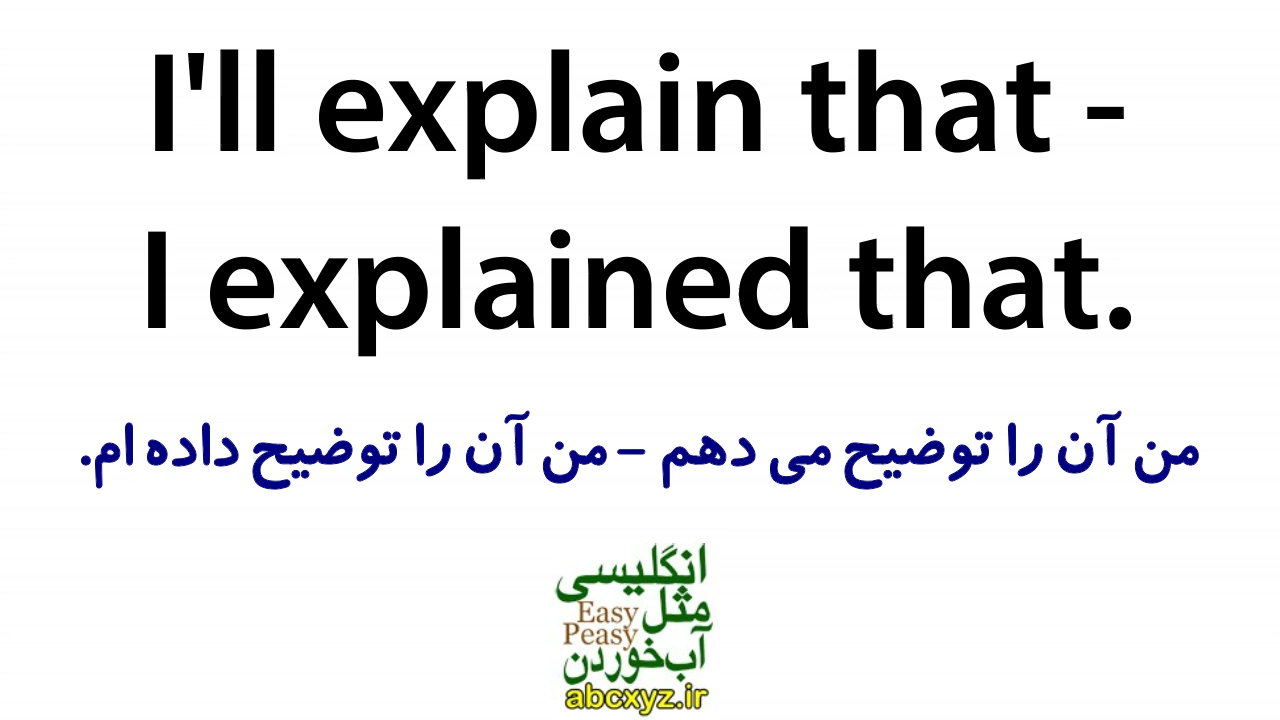 I'll explain that -
I explained that.
من آن را توضیح می دهم – من آن را توضیح داده ام.
انگلیسی
مثل
Easy
Peasy
آب‌خوردن
abcxyz.ir